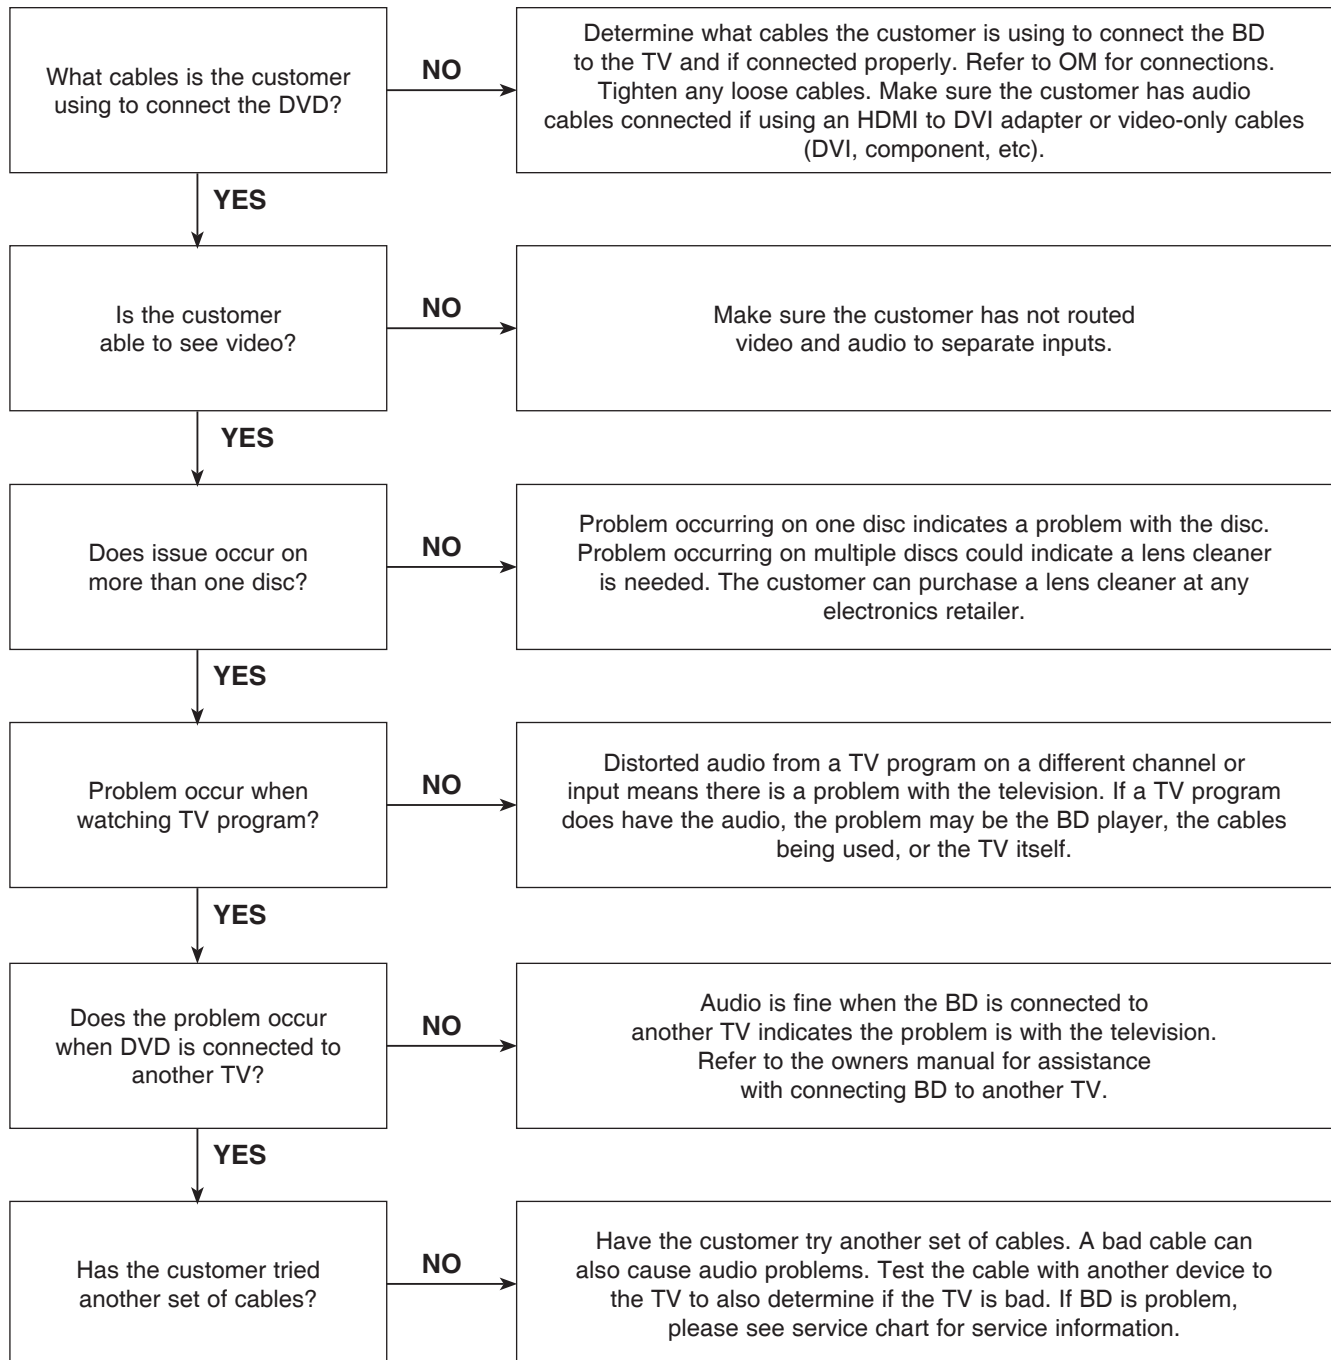 What cables is the customer
using to connect the DVD?
NO
Determine what cables the customer is using to connect the BD
to the TV and if connected properly. Refer to OM for connections.
Tighten any loose cables. Make sure the customer has audio
cables connected if using an HDMI to DVI adapter or video-only cables
(DVI, component, etc).
YES
Is the customer
able to see video?
NO
Make sure the customer has not routed
video and audio to separate inputs.
YES
Does issue occur on
more than one disc?
NO
Problem occurring on one disc indicates a problem with the disc.
Problem occurring on multiple discs could indicate a lens cleaner
is needed. The customer can purchase a lens cleaner at any
electronics retailer.
YES
Problem occur when
watching TV program?
NO
Distorted audio from a TV program on a different channel or
input means there is a problem with the television. If a TV program
does have the audio, the problem may be the BD player, the cables
being used, or the TV itself.
YES
Does the problem occur
when DVD is connected to
another TV?
NO
Audio is fine when the BD is connected to
another TV indicates the problem is with the television.
Refer to the owners manual for assistance
with connecting BD to another TV.
YES
Has the customer tried
another set of cables?
NO
Have the customer try another set of cables. A bad cable can
also cause audio problems. Test the cable with another device to
the TV to also determine if the TV is bad. If BD is problem,
please see service chart for service information.